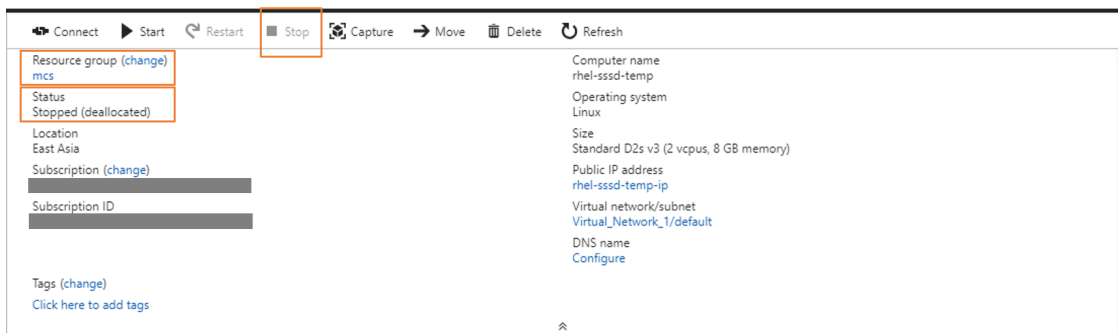 Connect Start Restart Stop Capture Move Delete Refresh
Resource group (change)
mcs
Status
Stopped (deallocated)
Location
East Asia
Subscription (change)
Subscription ID
Tags (change)
Click here to add tags
Computer name
rhel-sssd-temp
Operating system
Linux
Size
Standard D2s v3 (2 vcpus, 8 GB memory)
Public IP address
rhel-sssd-temp-ip
Virtual network/subnet
Virtual_Network_1/default
DNS name
Configure